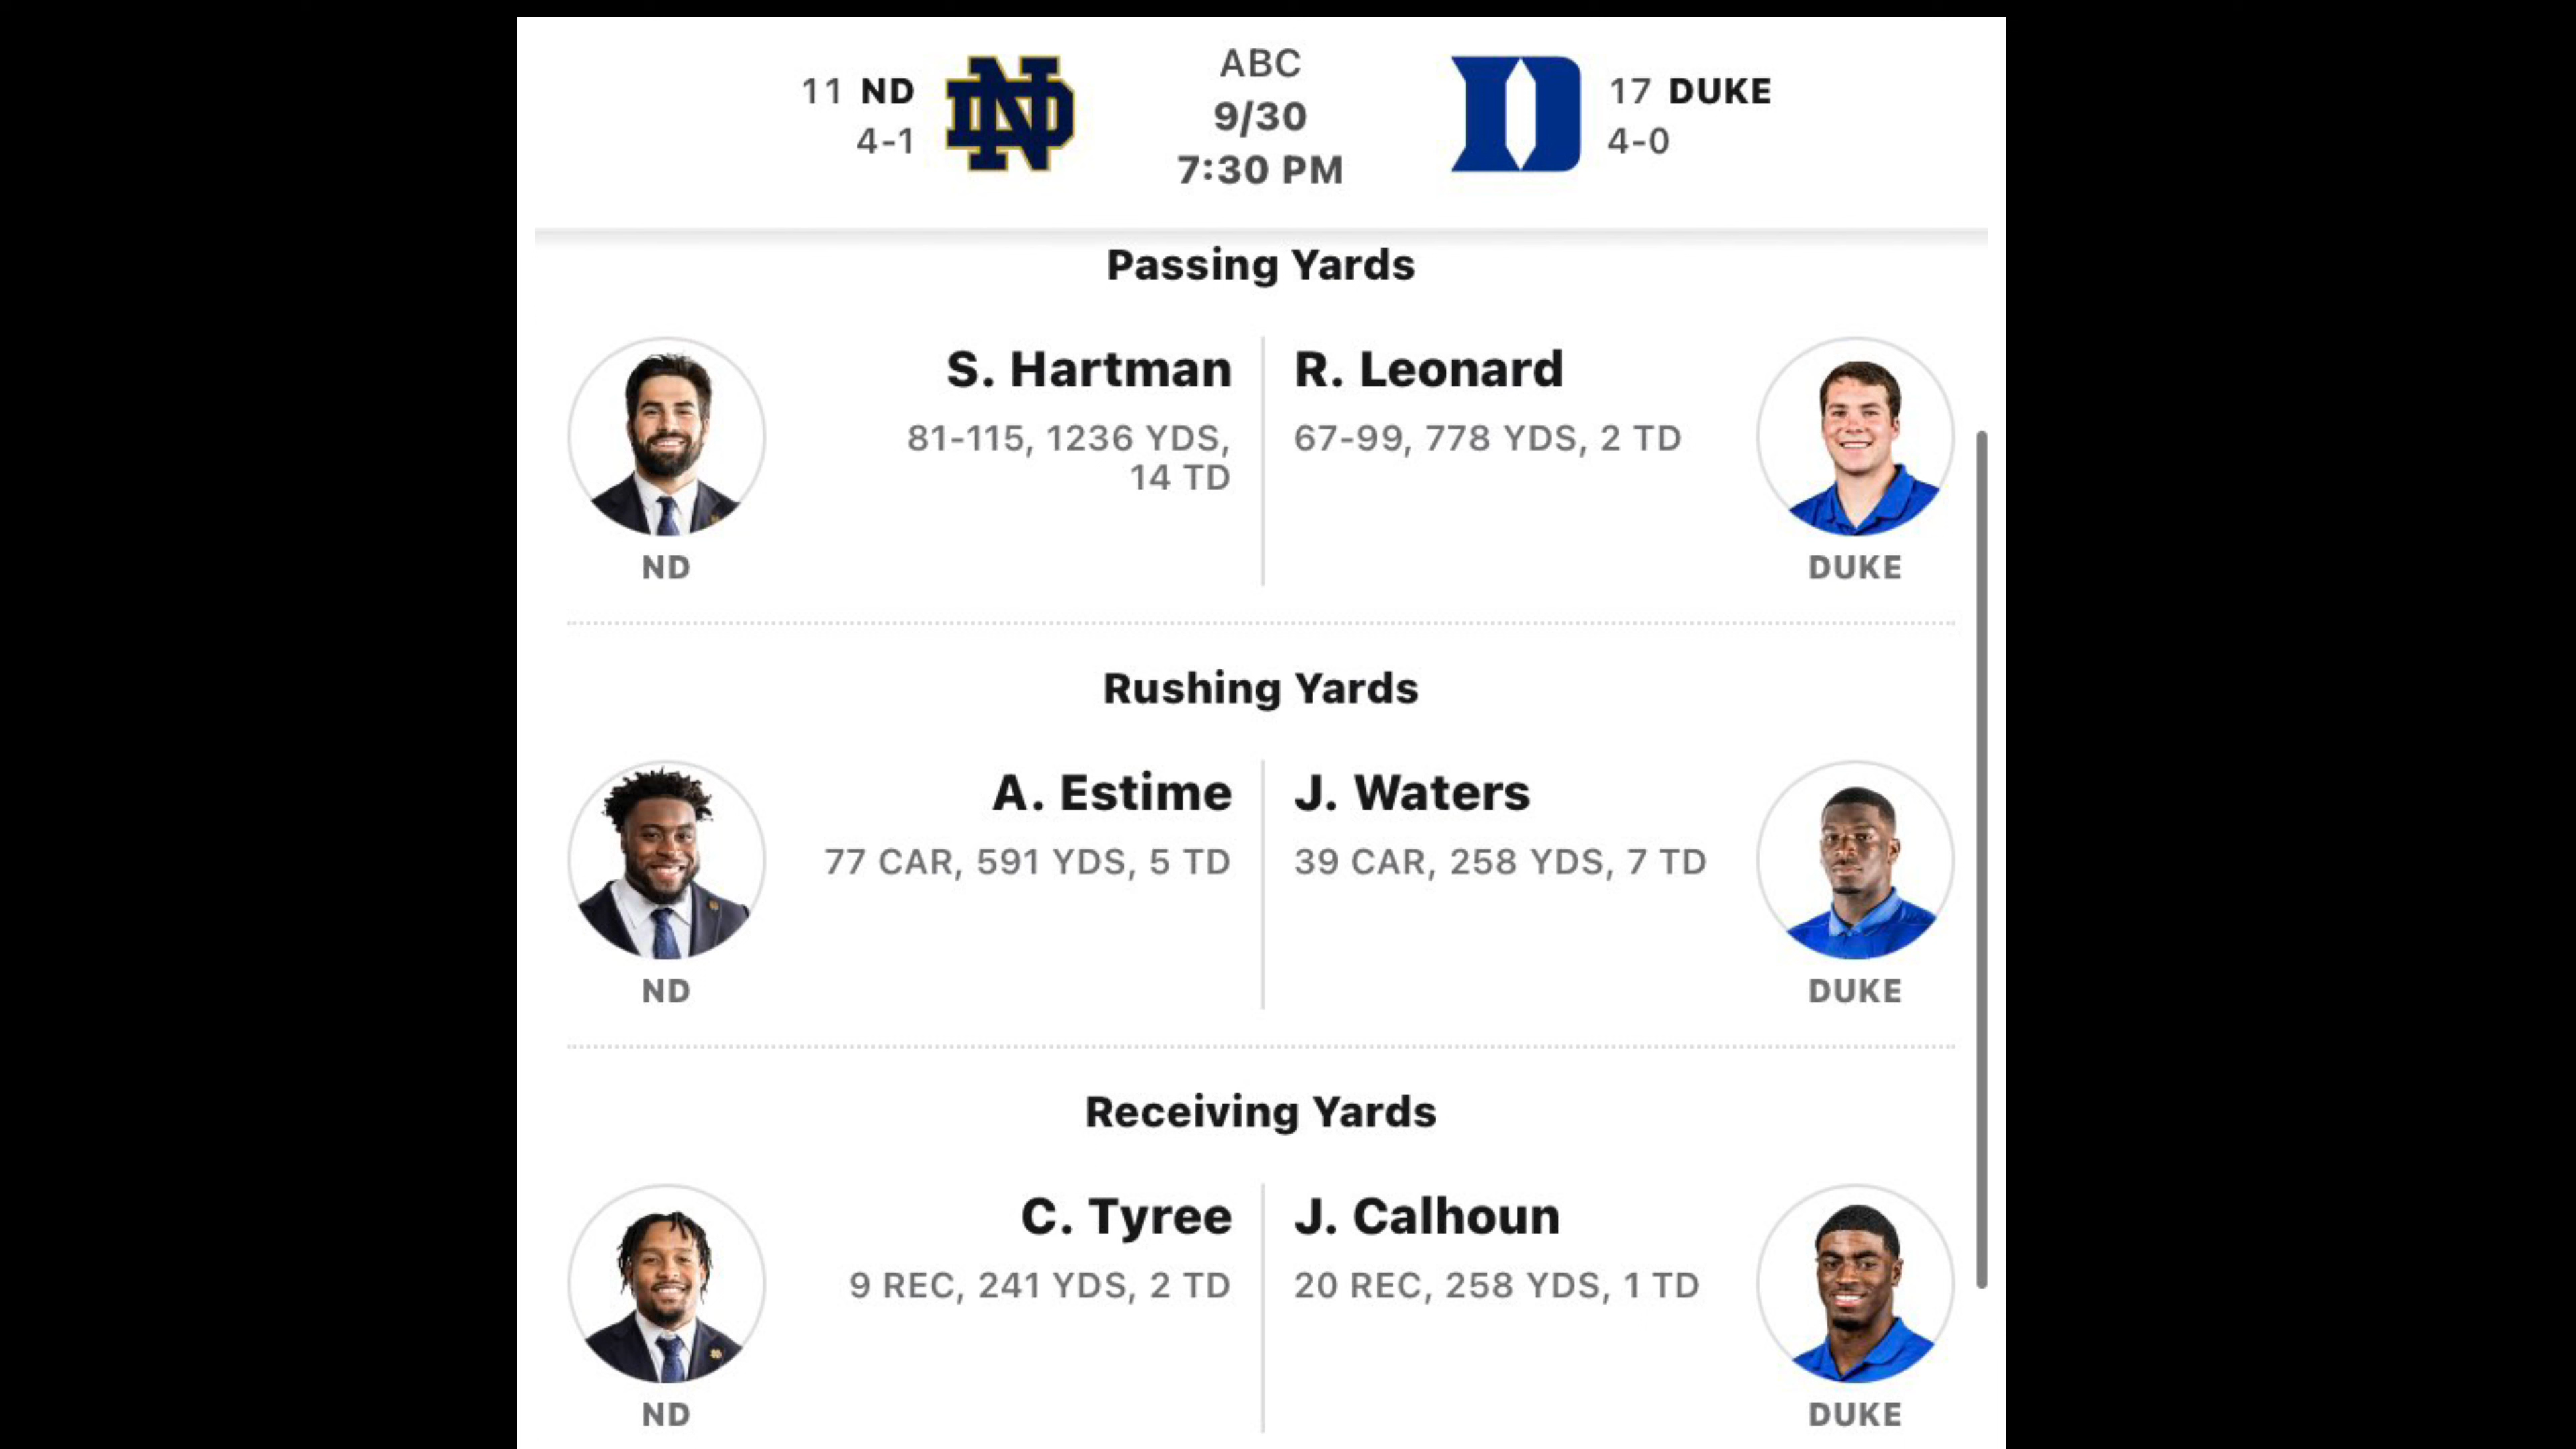 11 ND
4-1
ABC
9/30
7:30 PM
17 DUKE
4-0
Passing Yards
S. Hartman
81-115, 1236 YDS,
14 TD
ND
R. Leonard
67-99, 778 YDS, 2 TD
DUKE
Rushing Yards
A. Estime
77 CAR, 591 YDS, 5 TD
ND
J. Waters
39 CAR, 258 YDS, 7 TD
DUKE
Receiving Yards
C. Tyree
9 REC, 241 YDS, 2 TD
ND
J. Calhoun
20 REC, 258 YDS, 1 TD
DUKE